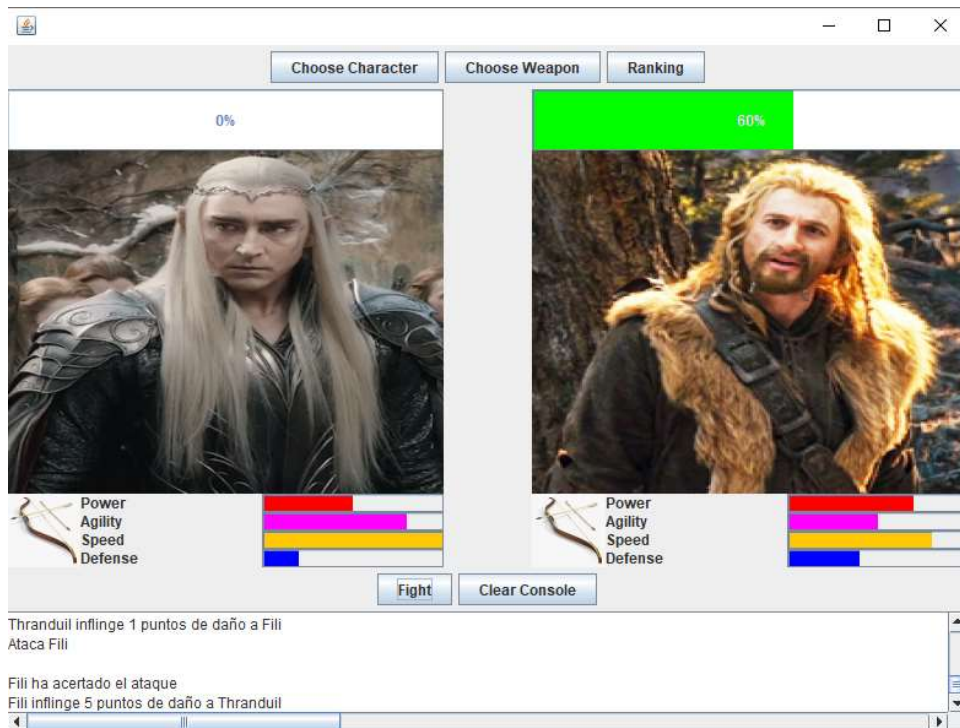 Choose Character Choose Weapon Ranking
0% 60%
Power
Agility
Speed
Defense
Power
Agility
Speed
Defense
Fight Clear Console
Thranduil inflinge 1 puntos de daño a Fili
Ataca Fili
Fili ha acertado el ataque
Fili inflinge 5 puntos de daño a Thranduil